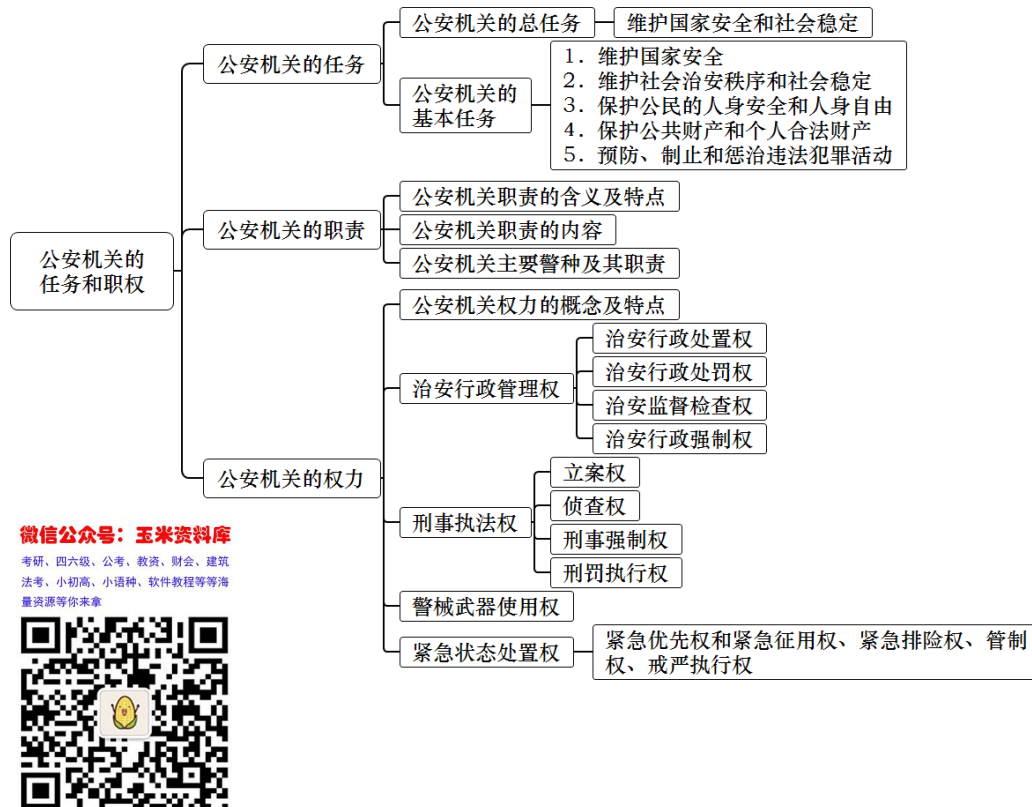 公安机关的总任务
维护国家安全和社会稳定
公安机关的任务
1．维护国家安全
2．维护社会治安秩序和社会稳定
3．保护公民的人身安全和人身自由
4．保护公共财产和个人合法财产
5．预防、制止和惩治违法犯罪活动
公安机关的
基本任务
公安机关职责的含义及特点
公安机关的职责
公安机关职责的内容
公安机关主要警种及其职责
公安机关的
任务和职权
公安机关权力的概念及特点
治安行政处置权
治安行政处罚权
治安行政管理权
治安监督检查权
治安行政强制权
公安机关的权力
立案权
侦查权
刑事执法权
刑事强制权
刑罚执行权
警械武器使用权
紧急状态处置权
紧急优先权和紧急征用权、紧急排险权、管制
权、戒严执行权
微信公众号：玉米资料库
考研、四六级、公考、教资、财会、建筑
法考、小初高、小语种、软件教程等等海
量资源等你来拿